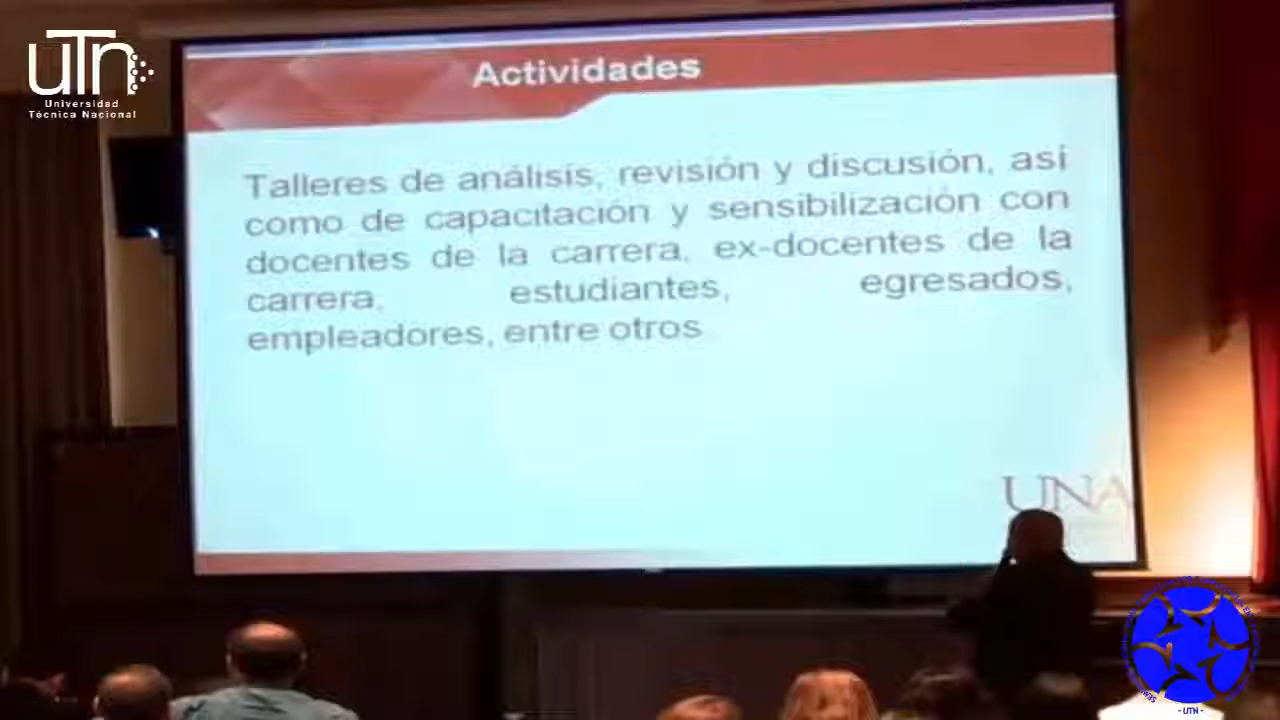 uTn
Universidad
Técnica Nacional
Actividades
Talleres de análisis, revisión y discusión, así
como de capacitación y sensibilización con
docentes de la carrera, ex-docentes de la
carrera, estudiantes, egresados,
empleadores, entre otros
UNA
- UTN -